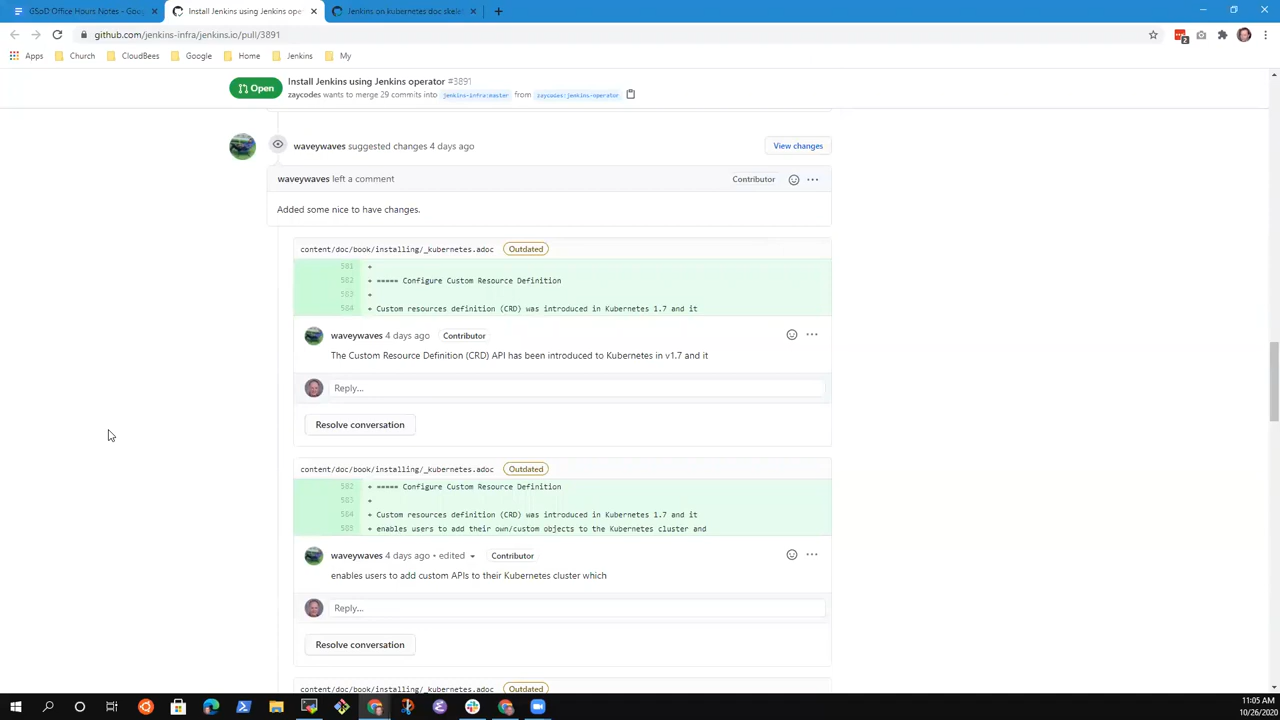 GSoD Office Hours Notes - Goog
Install Jenkins using Jenkins ope
Jenkins on kubernetes doc skele
github.com/jenkins-infra/jenkins.io/pull/3891
2
Apps
Church
CloudBees
Google
Home
Jenkins
My
Open
Install Jenkins using Jenkins operator #3891
zaycodes wants to merge 29 commits into jenkins-infra:master from zaycodes:jenkins-operator
waveywaves suggested changes 4 days ago
View changes
waveywaves left a comment
Contributor
Added some nice to have changes.
content/doc/book/installing/_kubernetes.adoc
Outdated
581 +
582 + ===== Configure Custom Resource Definition
583 +
584 + Custom resources definition (CRD) was introduced in Kubernetes 1.7 and it
waveywaves 4 days ago
Contributor
The Custom Resource Definition (CRD) API has been introduced to Kubernetes in v1.7 and it
Reply...
Resolve conversation
content/doc/book/installing/_kubernetes.adoc
Outdated
582 + ===== Configure Custom Resource Definition
583 +
584 + Custom resources definition (CRD) was introduced in Kubernetes 1.7 and it
585 + enables users to add their own/custom objects to the Kubernetes cluster and
waveywaves 4 days ago • edited
Contributor
enables users to add custom APIs to their Kubernetes cluster which
Reply...
Resolve conversation
content/doc/book/installing/_kubernetes.adoc
Outdated
11:05 AM
10/26/2020